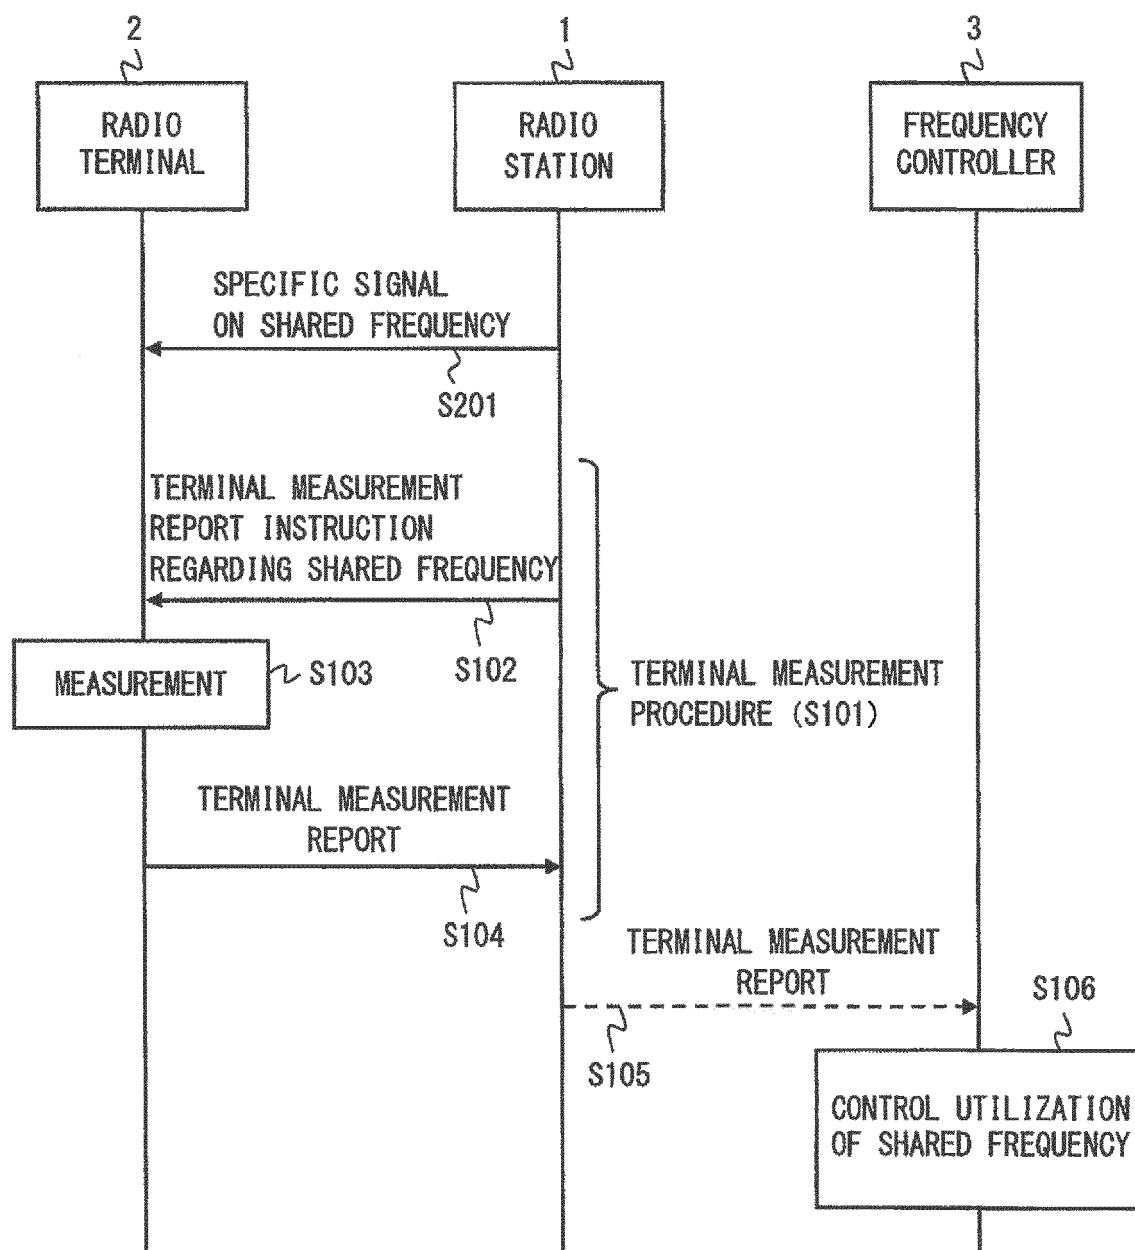 2
1
3
RADIO
TERMINAL
RADIO
STATION
FREQUENCY
CONTROLLER
SPECIFIC SIGNAL
ON SHARED FREQUENCY
S201
TERMINAL MEASUREMENT
REPORT INSTRUCTION
REGARDING SHARED FREQUENCY
S102
MEASUREMENT
S103
TERMINAL MEASUREMENT
PROCEDURE (S101)
TERMINAL MEASUREMENT
REPORT
S104
TERMINAL MEASUREMENT
REPORT
S105
S106
CONTROL UTILIZATION
OF SHARED FREQUENCY